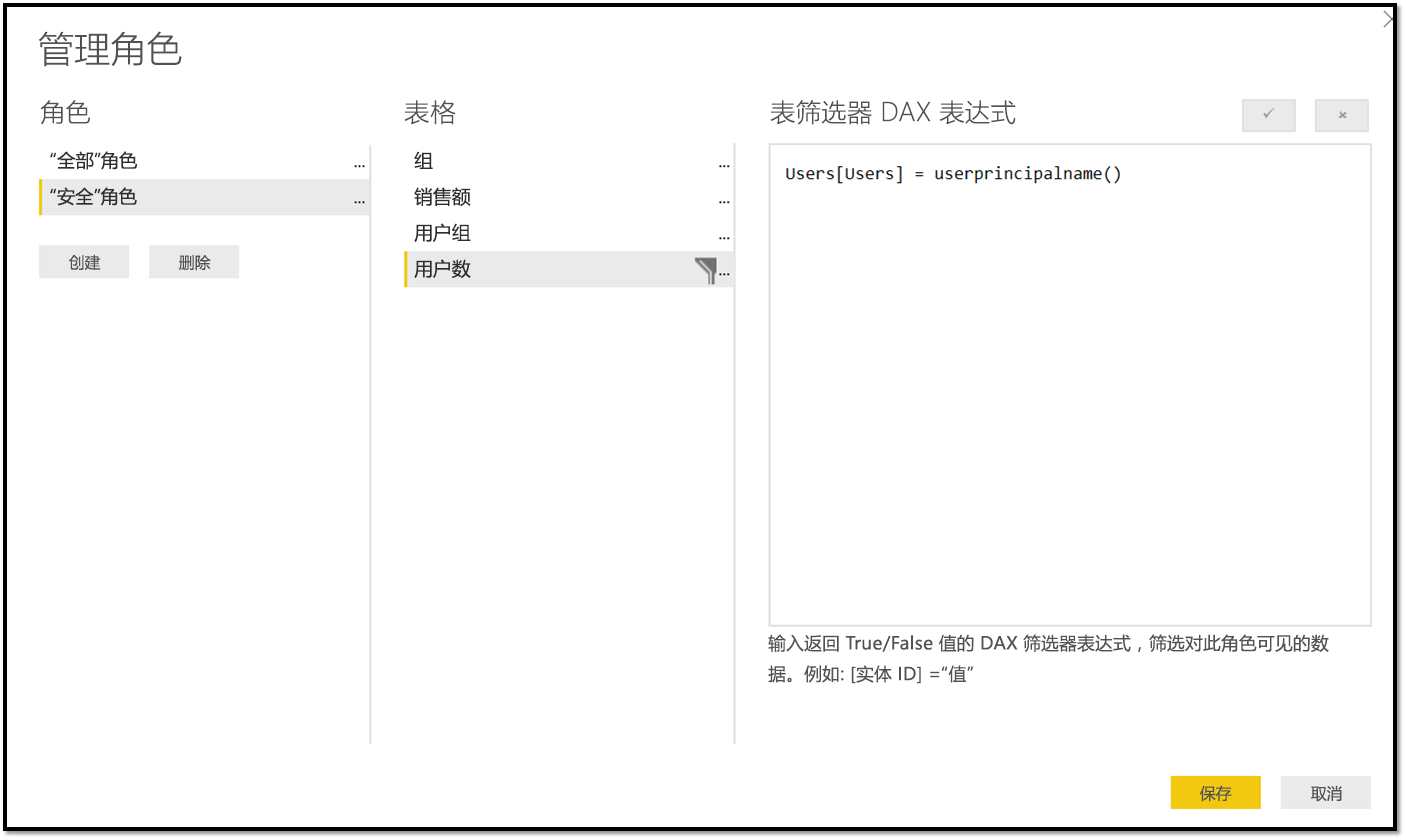 管理角色
角色
“全部”角色
...
“安全”角色
...
创建
删除
表格
组
...
销售额
...
用户组
...
用户数
...
表筛选器 DAX 表达式
Users[Users] = userprincipalname()
输入返回 True/False 值的 DAX 筛选器表达式，筛选对此角色可见的数
据。例如: [实体 ID] =“值”
保存
取消